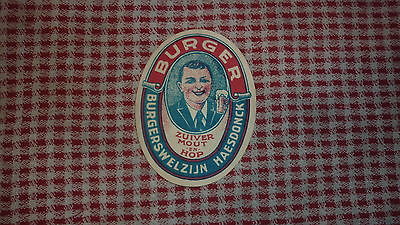 BURGER
ZUIVER
MOUT
EN
HOP
BURGERSWELZIJN HAESDONCK